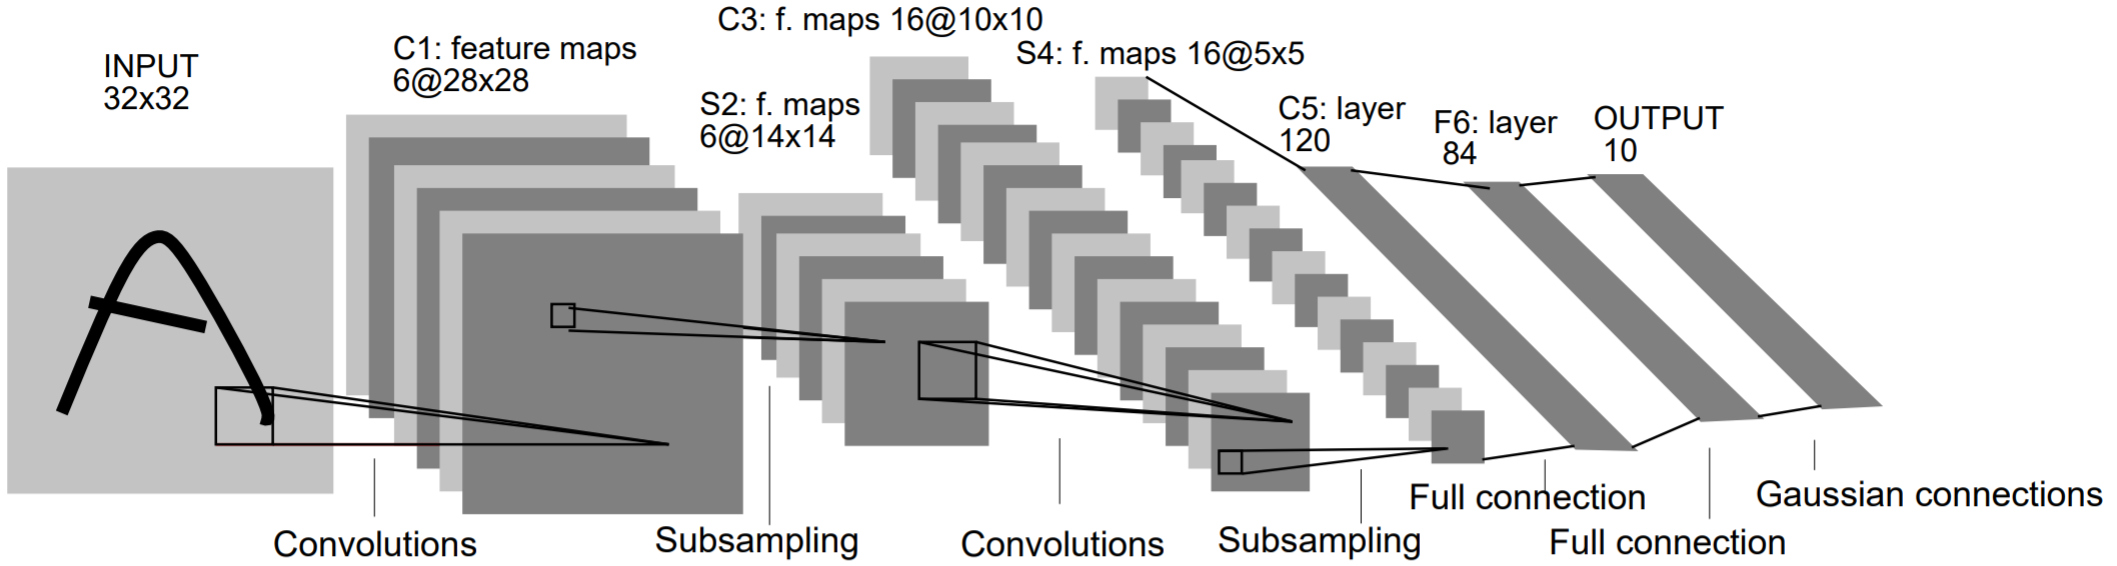 INPUT
32x32
C1: feature maps
6@28x28
S2: f. maps
6@14x14
C3: f. maps 16@10x10
S4: f. maps 16@5x5
C5: layer
120
F6: layer
84
OUTPUT
10
Convolutions
Subsampling
Convolutions
Subsampling
Full connection
Full connection
Gaussian connections